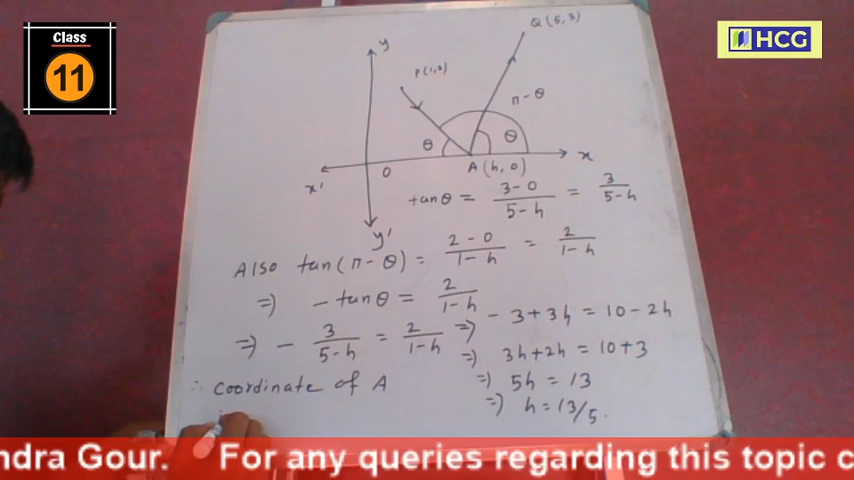 Class
11
HCG
Q (5, 3)
y
P(1,2)
π - θ
θ
θ
x'
O
A (h, 0)
x
y'
tanθ = 3-0 / 5-h = 3 / 5-h
Also tan(π - θ) = 2-0 / 1-h = 2 / 1-h
=) - tanθ = 2 / 1-h
=) - 3 / 5-h = 2 / 1-h =) - 3 + 3h = 10 - 2h
=) 3h + 2h = 10 + 3
=) 5h = 13
=) h = 13/5.
∴ Coordinate of A
ndra Gour. For any queries regarding this topic c